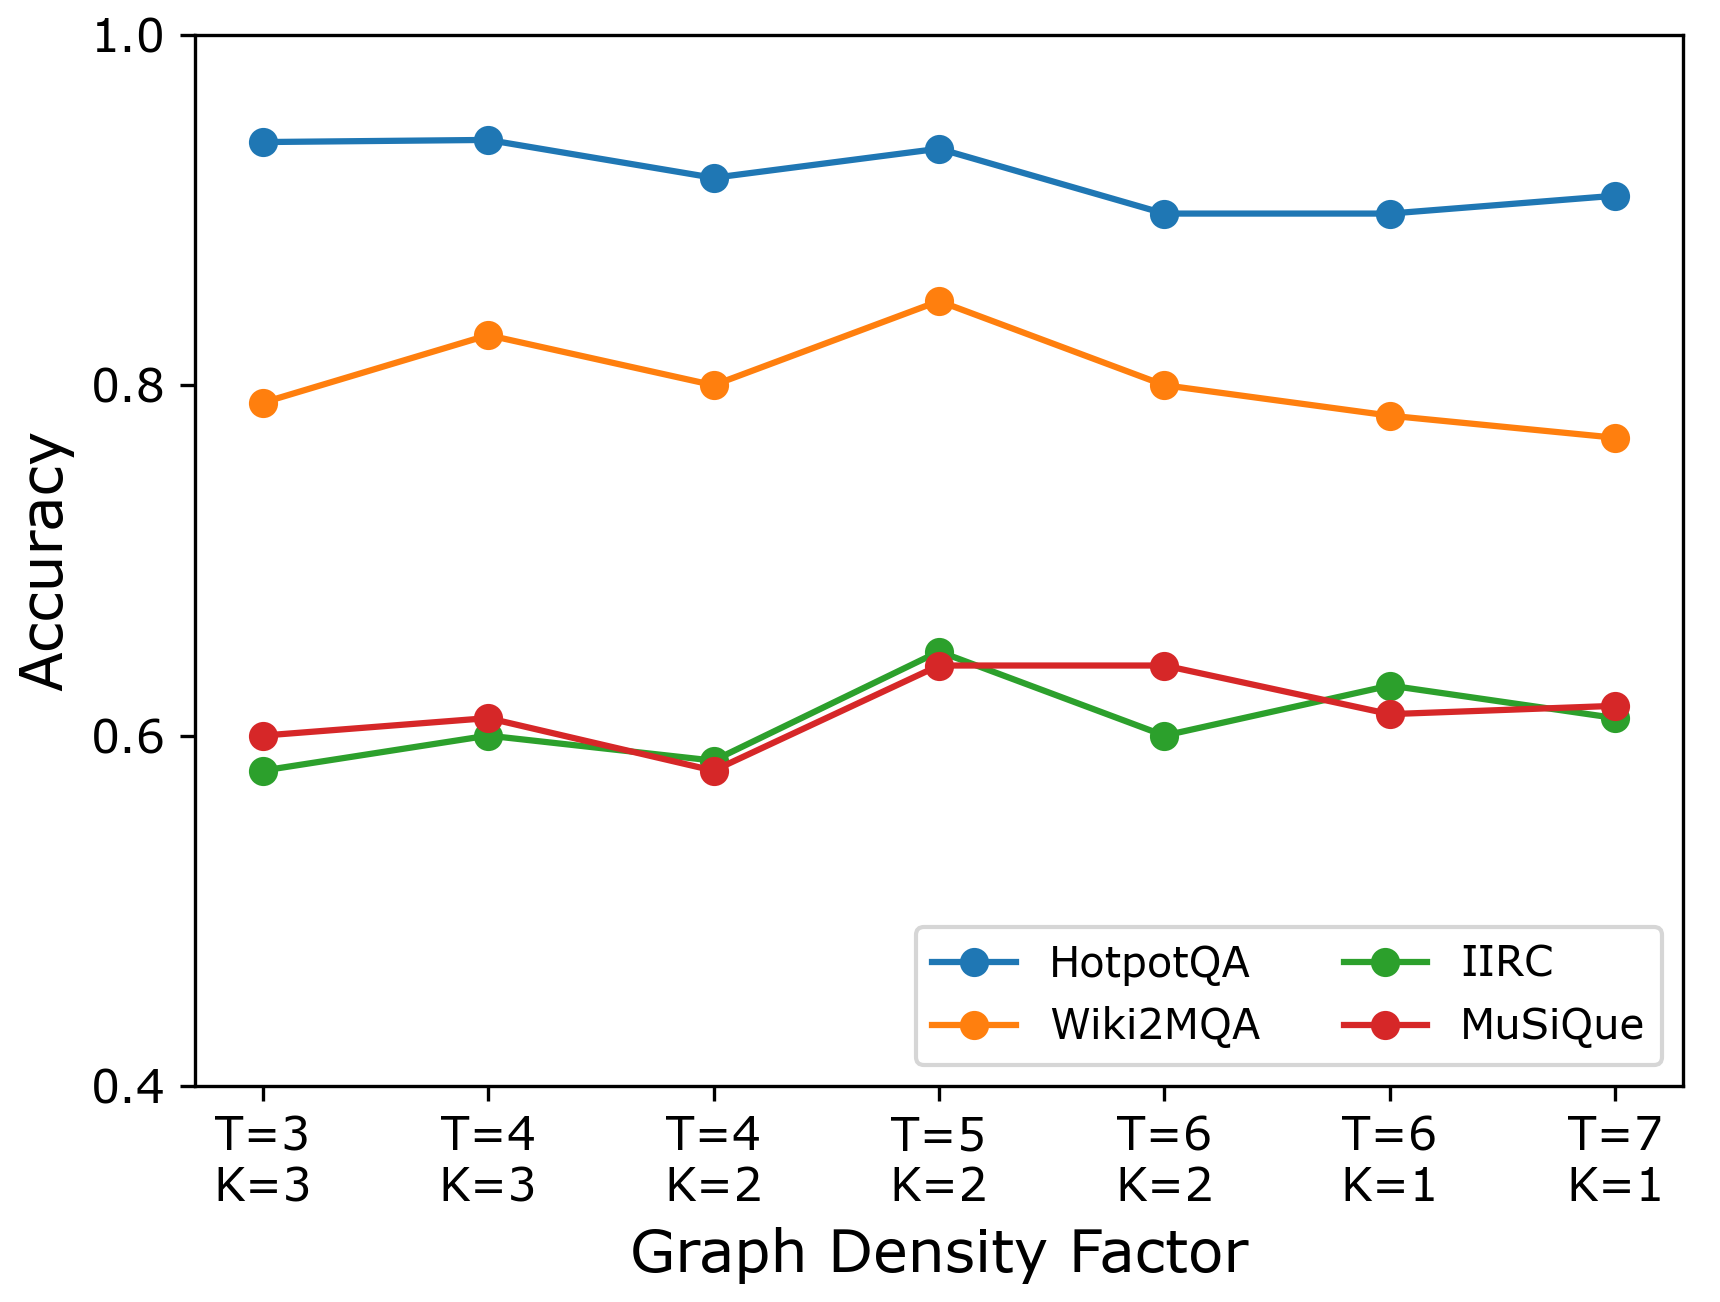 1.0
0.8
0.6
0.4
Accuracy
HotpotQA
Wiki2MQA
IIRC
MuSiQue
T=3
K=3
T=4
K=3
T=4
K=2
T=5
K=2
T=6
K=2
T=6
K=1
T=7
K=1
Graph Density Factor